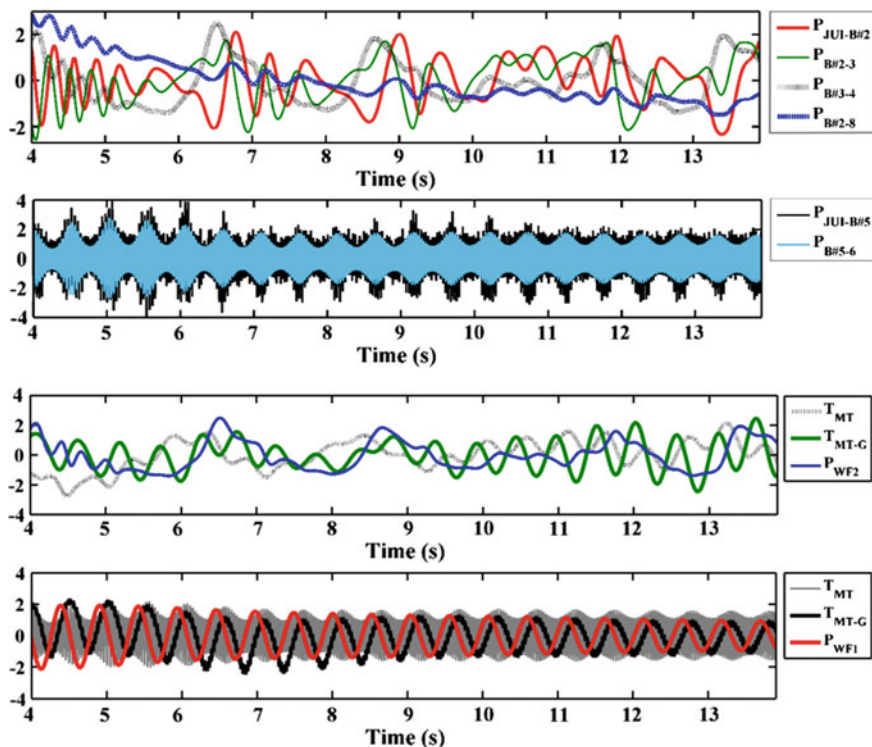 2
0
-2
4 5 6 7 8 9 10 11 12 13
Time (s)
P_JUI-B#2
P_B#2-3
P_B#3-4
P_B#2-8
4
2
0
-2
-4
4 5 6 7 8 9 10 11 12 13
Time (s)
P_JUI-B#5
P_B#5-6
4
2
0
-2
-4
4 5 6 7 8 9 10 11 12 13
Time (s)
T_MT
T_MT-G
P_WF2
4
2
0
-2
-4
4 5 6 7 8 9 10 11 12 13
Time (s)
T_MT
T_MT-G
P_WF1